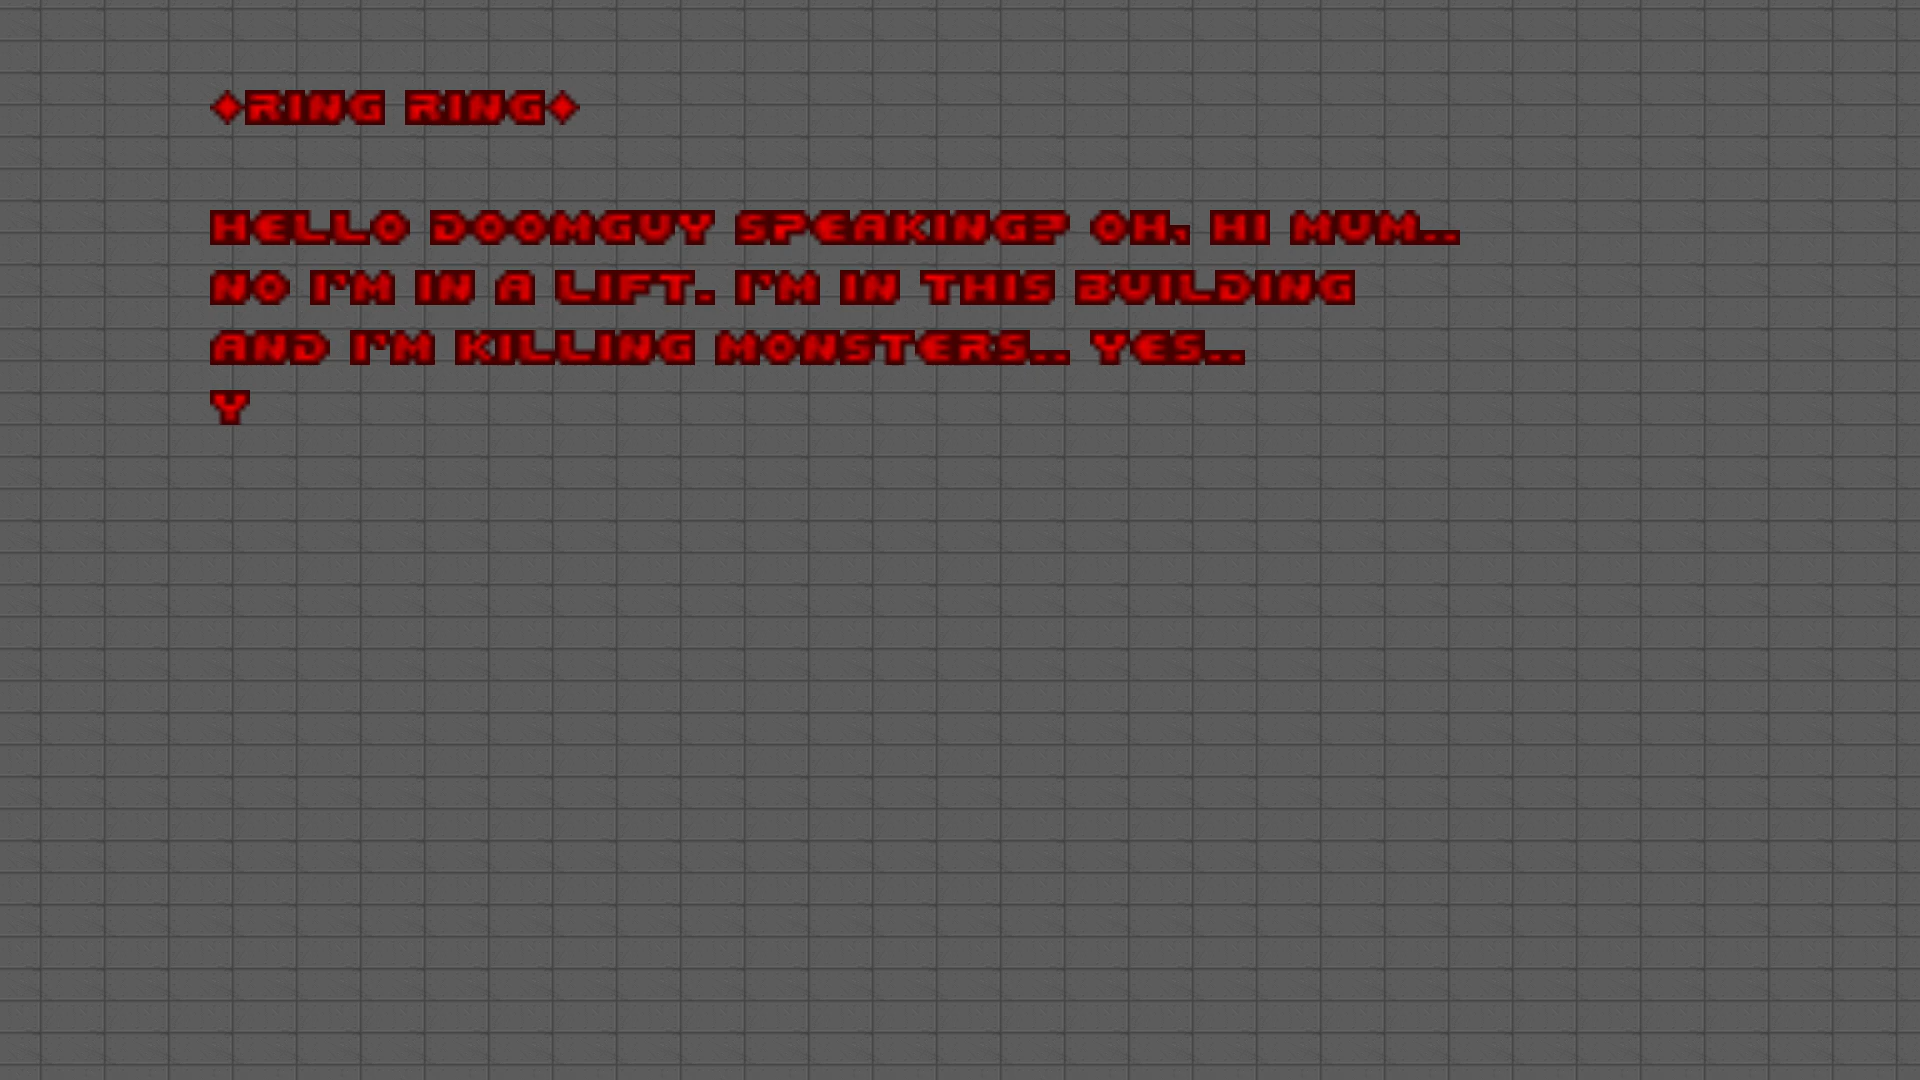 ♦RING RING♦
HELLO DOOMGUY SPEAKING? OH, HI MUM..
NO I'M IN A LIFT. I'M IN THIS BUILDING
AND I'M KILLING MONSTERS.. YES..
Y